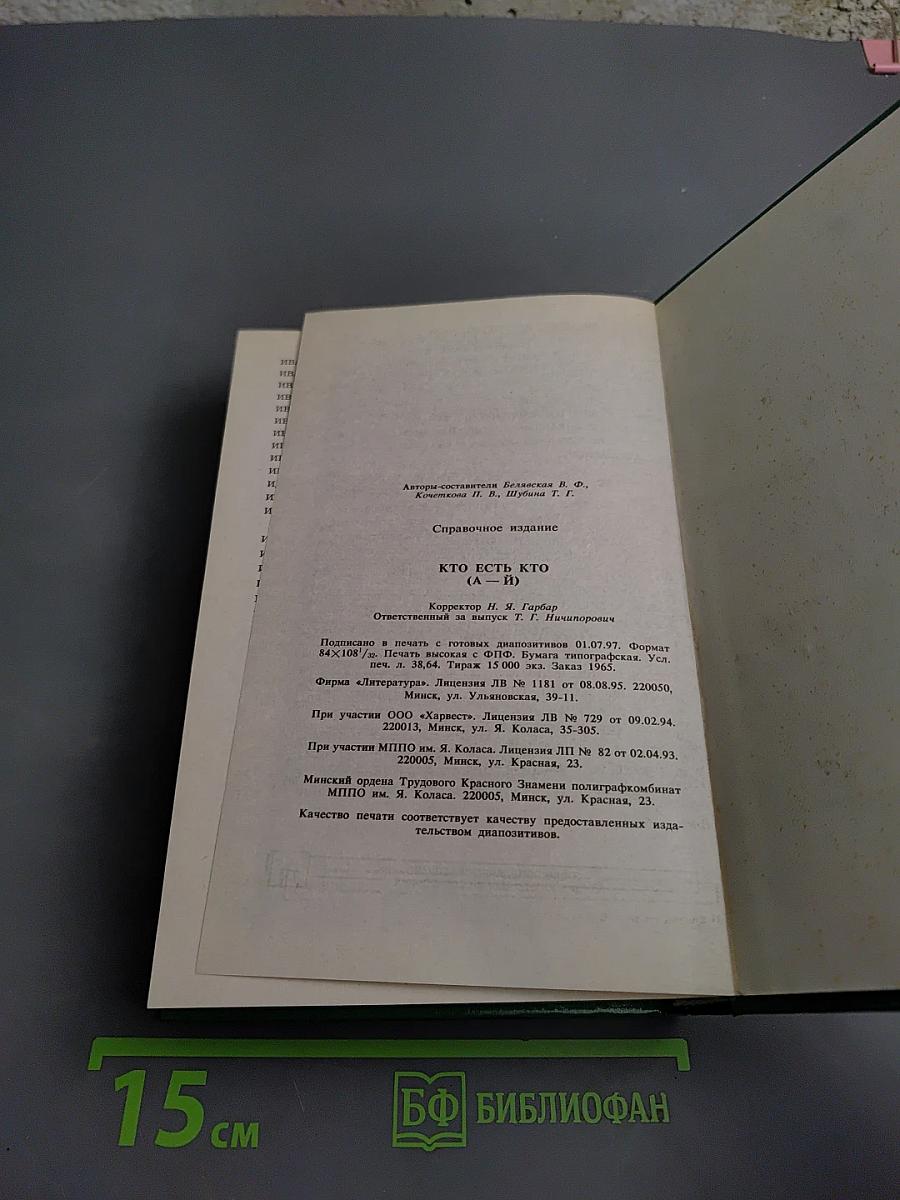 Авторы-составители Белявская В. Ф.,
Кочеткова П. В., Шубина Т. Г.
Справочное издание
КТО ЕСТЬ КТО
(А — Й)
Корректор Н. Я. Гарбар
Ответственный за выпуск Т. Г. Ничипорович
Подписано в печать с готовых диапозитивов 01.07.97. Формат
84×108¹/₃₂. Печать высокая с ФПФ. Бумага типографская. Усл.
печ. л. 38,64. Тираж 15 000 экз. Заказ 1965.
Фирма «Литература». Лицензия ЛВ № 1181 от 08.08.95. 220050,
Минск, ул. Ульяновская, 39-11.
При участии ООО «Харвест». Лицензия ЛВ № 729 от 09.02.94.
220013, Минск, ул. Я. Коласа, 35-305.
При участии МППО им. Я. Коласа. Лицензия ЛП № 82 от 02.04.93.
220005, Минск, ул. Красная, 23.
Минский ордена Трудового Красного Знамени полиграфкомбинат
МППО им. Я. Коласа. 220005, Минск, ул. Красная, 23.
Качество печати соответствует качеству предоставленных изда-
тельством диапозитивов.
15 см
БФ БИБЛИОФАН